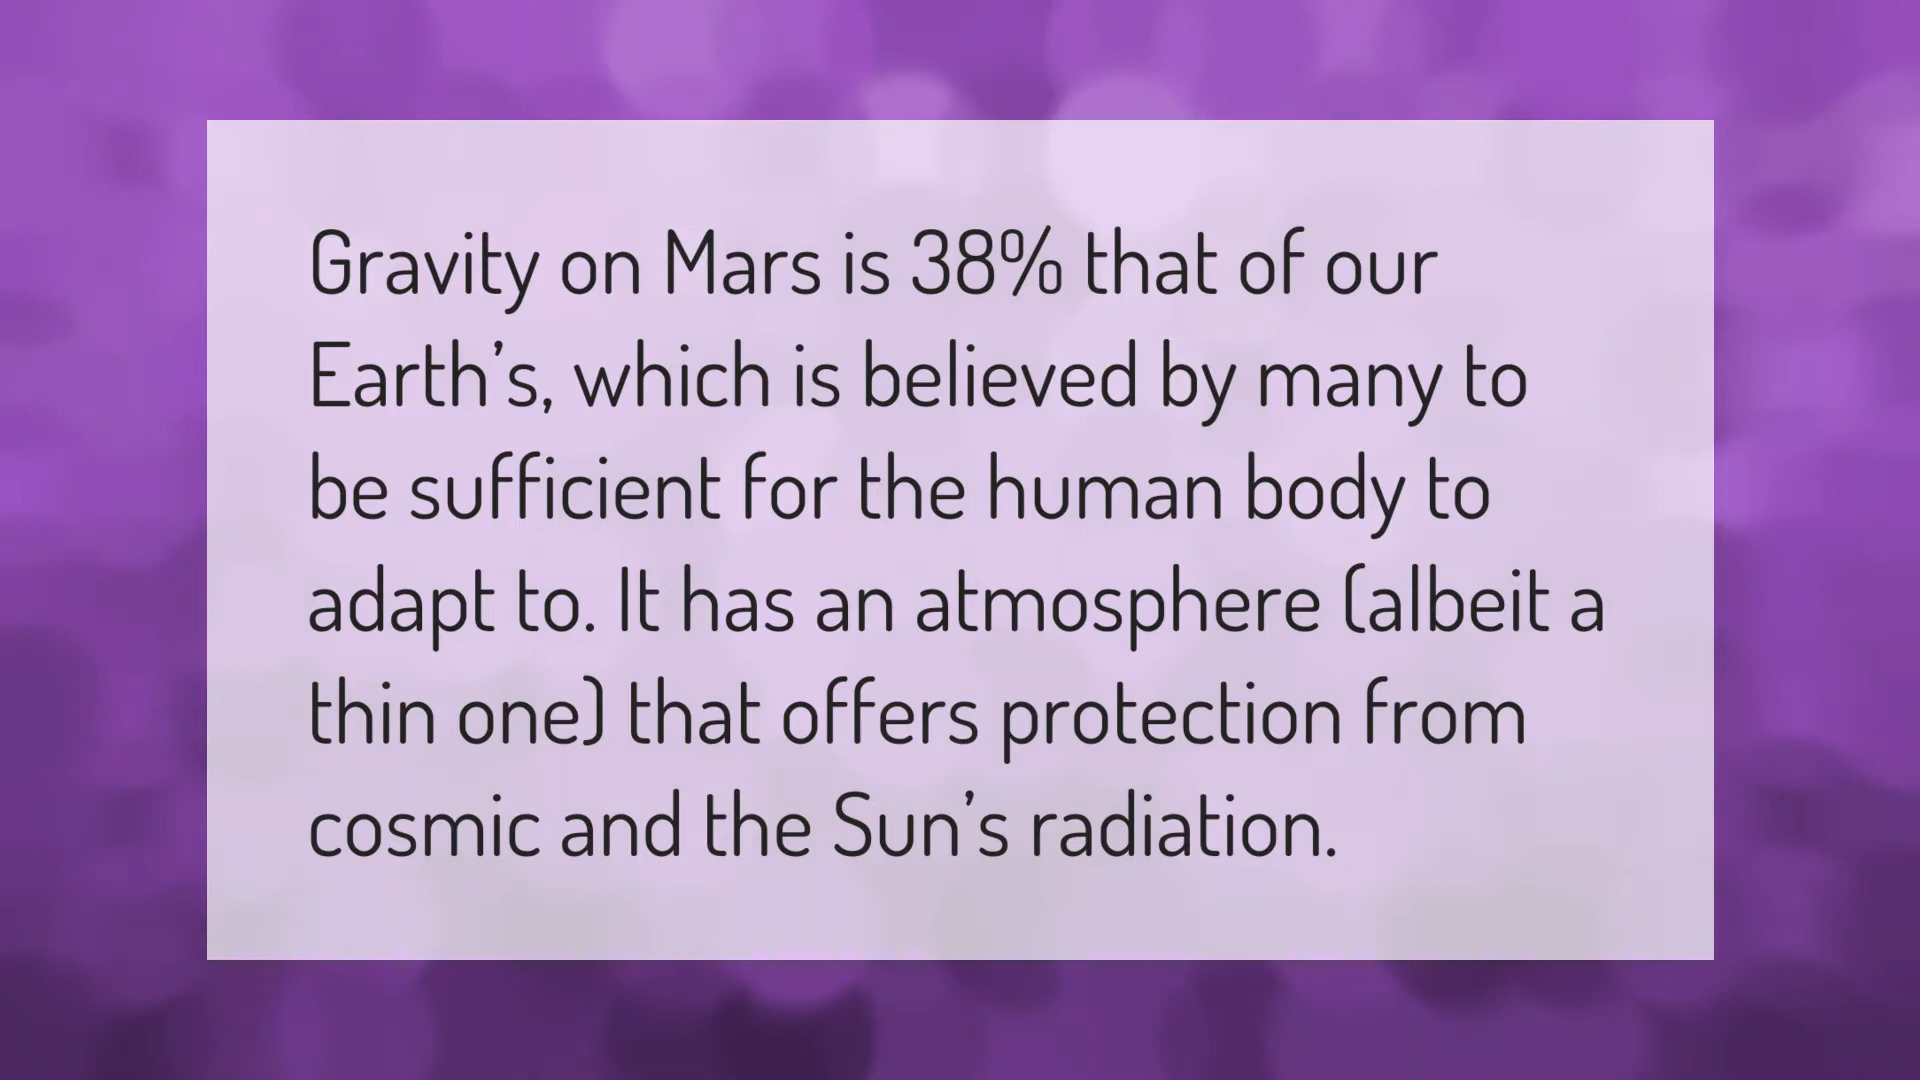 Gravity on Mars is 38% that of our
Earth’s, which is believed by many to
be sufficient for the human body to
adapt to. It has an atmosphere (albeit a
thin one) that offers protection from
cosmic and the Sun’s radiation.